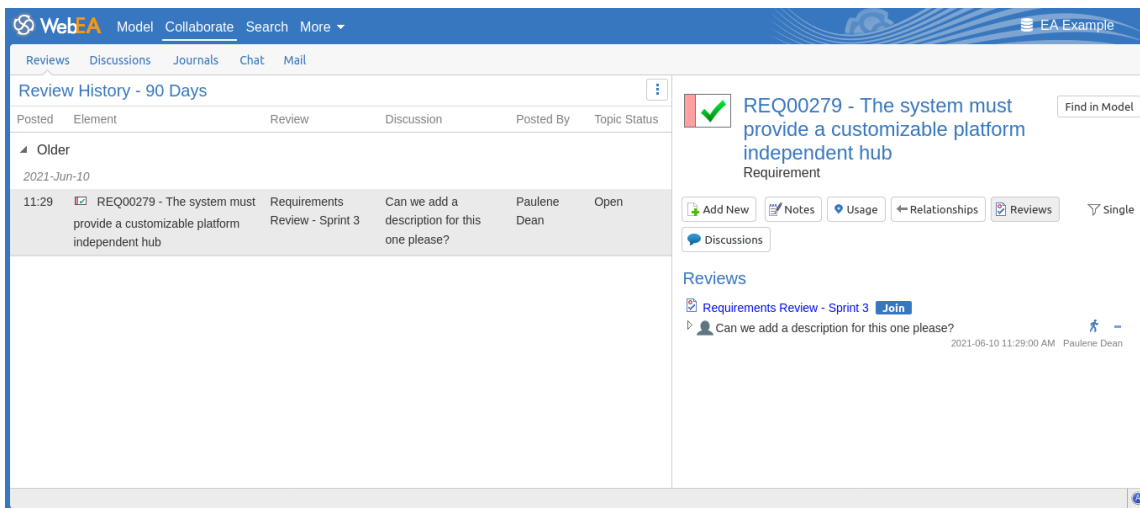 WebEA Model Collaborate Search More EA Example
Reviews Discussions Journals Chat Mail
Review History - 90 Days
Posted Element Review Discussion Posted By Topic Status
Older
2021-Jun-10
11:29 REQ00279 - The system must Requirements Can we add a Paulene Open
provide a customizable platform Review - Sprint 3 description for this Dean
independent hub one please?
REQ00279 - The system must Find in Model
provide a customizable platform
independent hub
Requirement
Add New Notes Usage Relationships Reviews Single
Discussions
Reviews
Requirements Review - Sprint 3 Join
Can we add a description for this one please?
2021-06-10 11:29:00 AM Paulene Dean